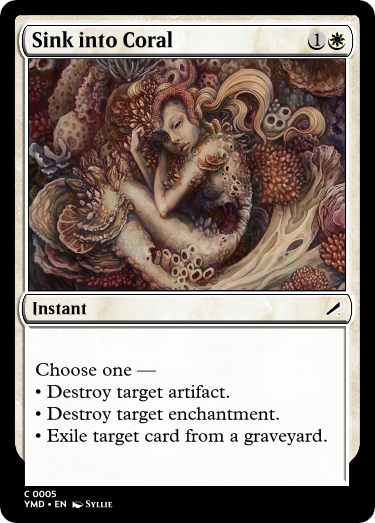 Sink into Coral 1
Instant
Choose one —
• Destroy target artifact.
• Destroy target enchantment.
• Exile target card from a graveyard.
C 0005
YMD • EN Syllie